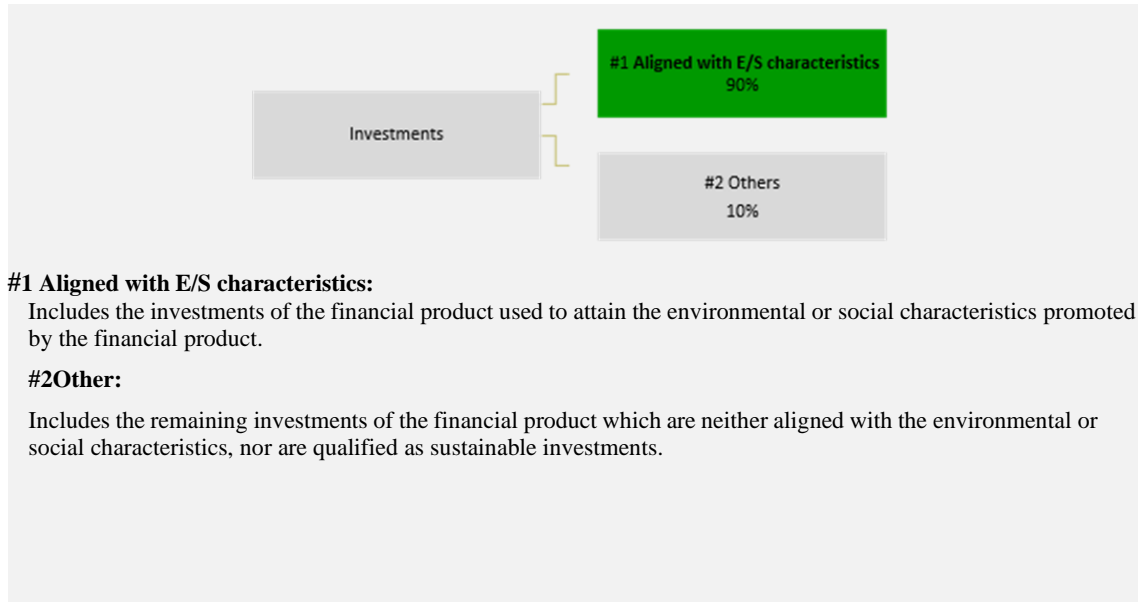 #1 Aligned with E/S characteristics
90%
Investments
#2 Others
10%
#1 Aligned with E/S characteristics:
Includes the investments of the financial product used to attain the environmental or social characteristics promoted
by the financial product.
#2Other:
Includes the remaining investments of the financial product which are neither aligned with the environmental or
social characteristics, nor are qualified as sustainable investments.